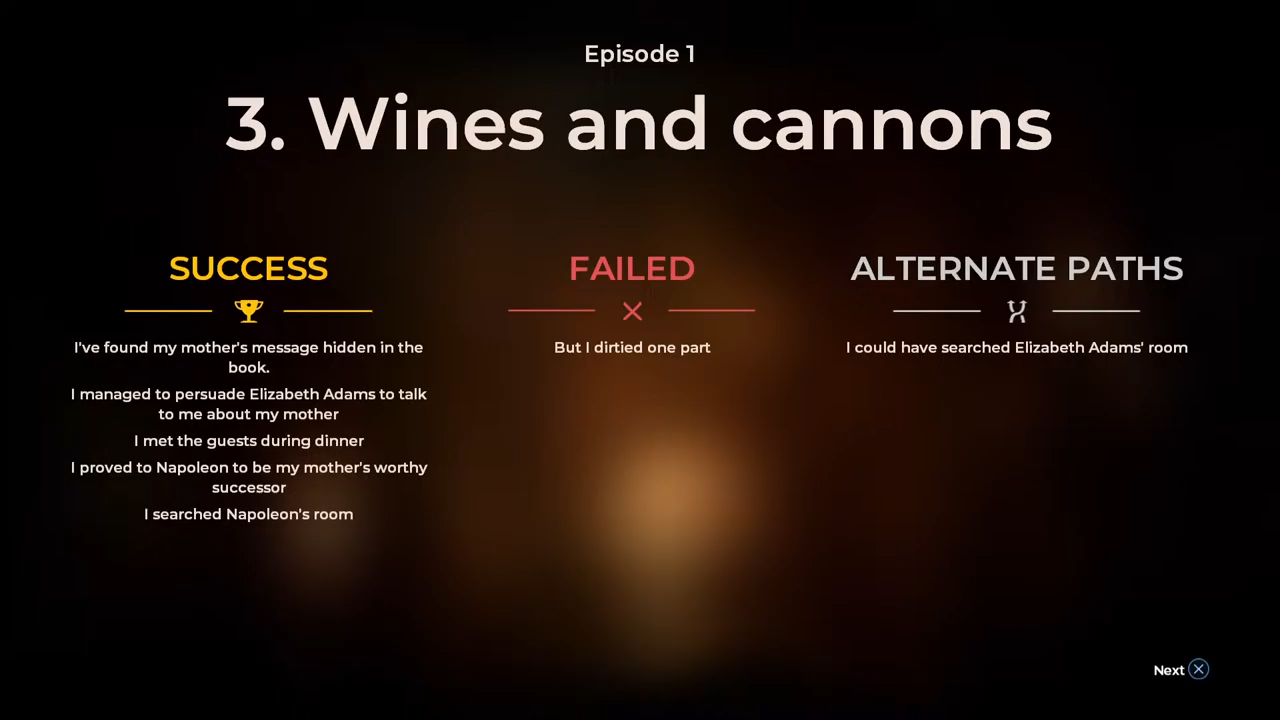 Episode 1
3. Wines and cannons
SUCCESS
I've found my mother's message hidden in the
book.
I managed to persuade Elizabeth Adams to talk
to me about my mother
I met the guests during dinner
I proved to Napoleon to be my mother's worthy
successor
I searched Napoleon's room
FAILED
But I dirtied one part
ALTERNATE PATHS
I could have searched Elizabeth Adams' room
Next